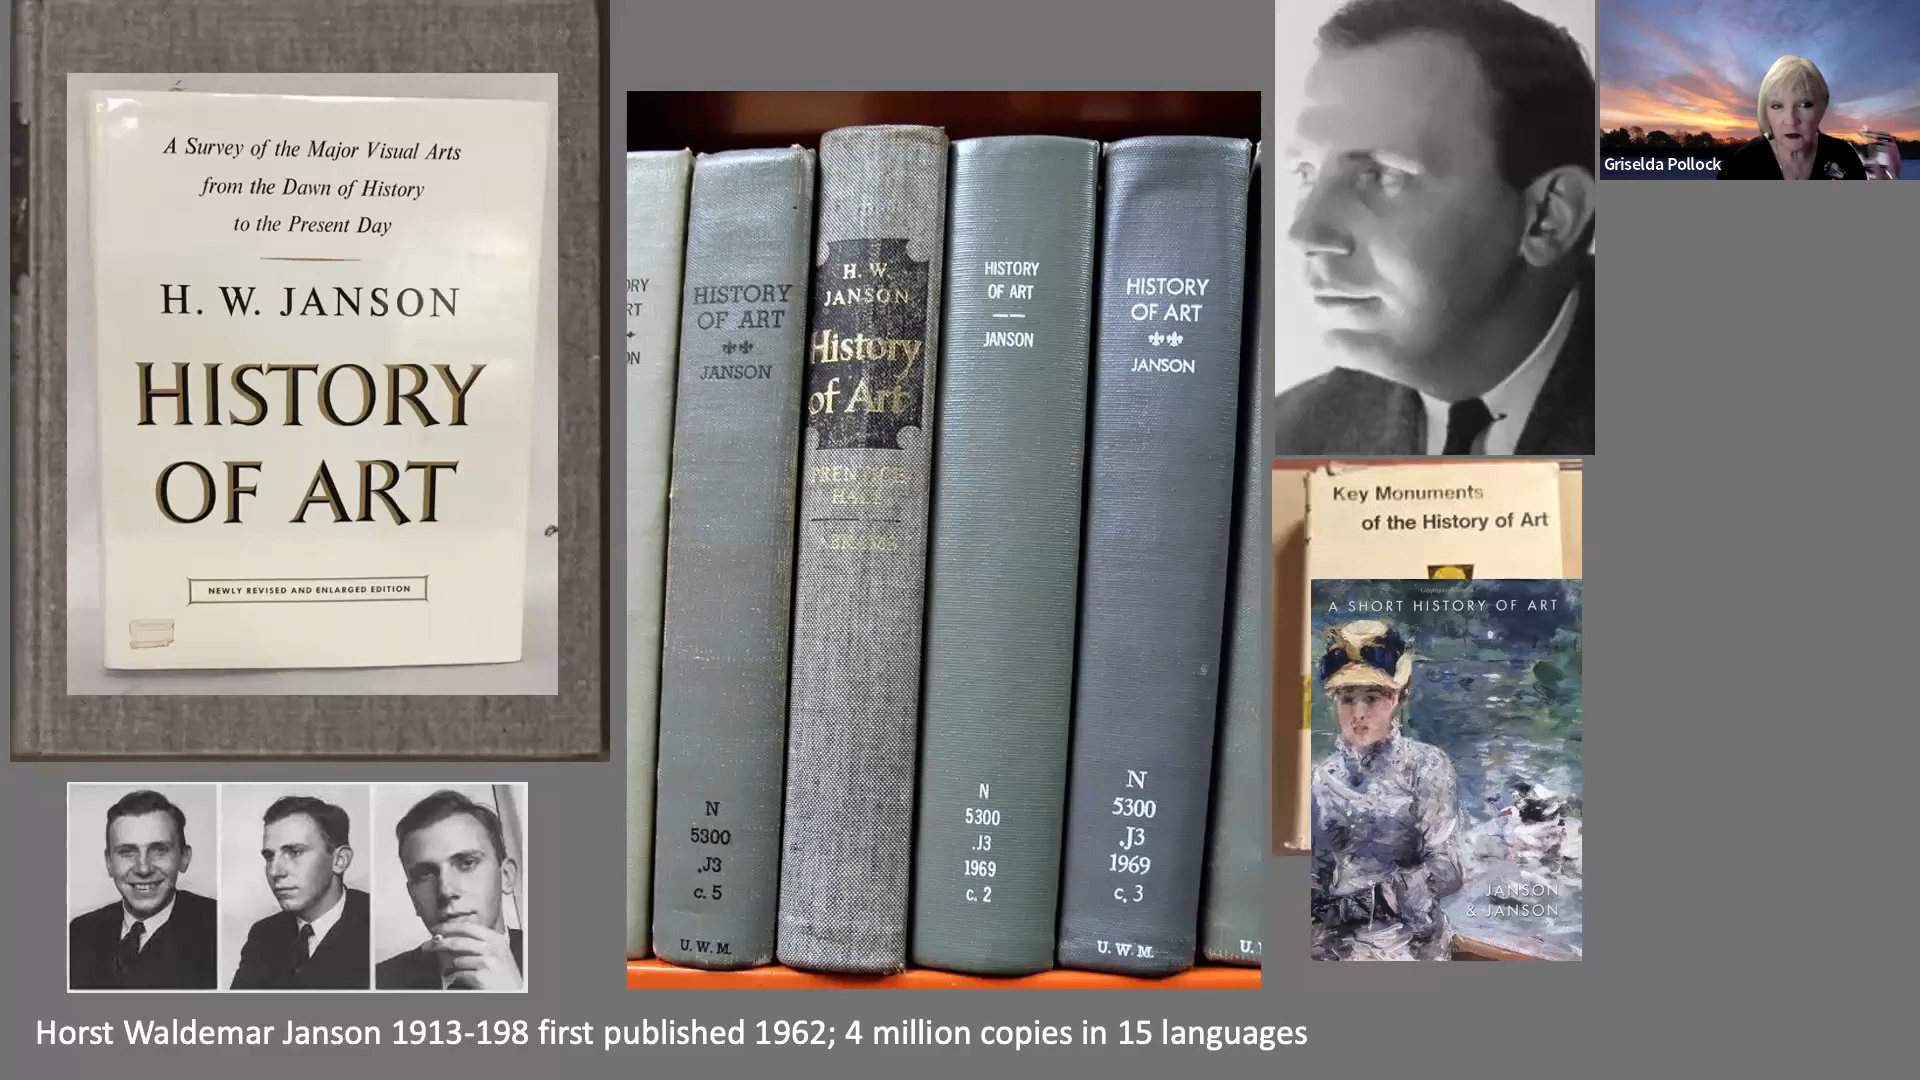 A Survey of the Major Visual Arts
from the Dawn of History
to the Present Day
H. W. JANSON
HISTORY
OF ART
NEWLY REVISED AND ENLARGED EDITION
HISTORY
OF ART
JANSON
N
5300
.J3
c. 5
U. W. M.
H. W.
JANSON
History
of Art
PRENTICE-
HALL
HISTORY
OF ART
JANSON
N
5300
.J3
1969
c. 2
HISTORY
OF ART
JANSON
N
5300
.J3
1969
c. 3
U. W. M.
Key Monuments
of the History of Art
A SHORT HISTORY OF ART
JANSON
& JANSON
Griselda Pollock
Horst Waldemar Janson 1913-198 first published 1962; 4 million copies in 15 languages